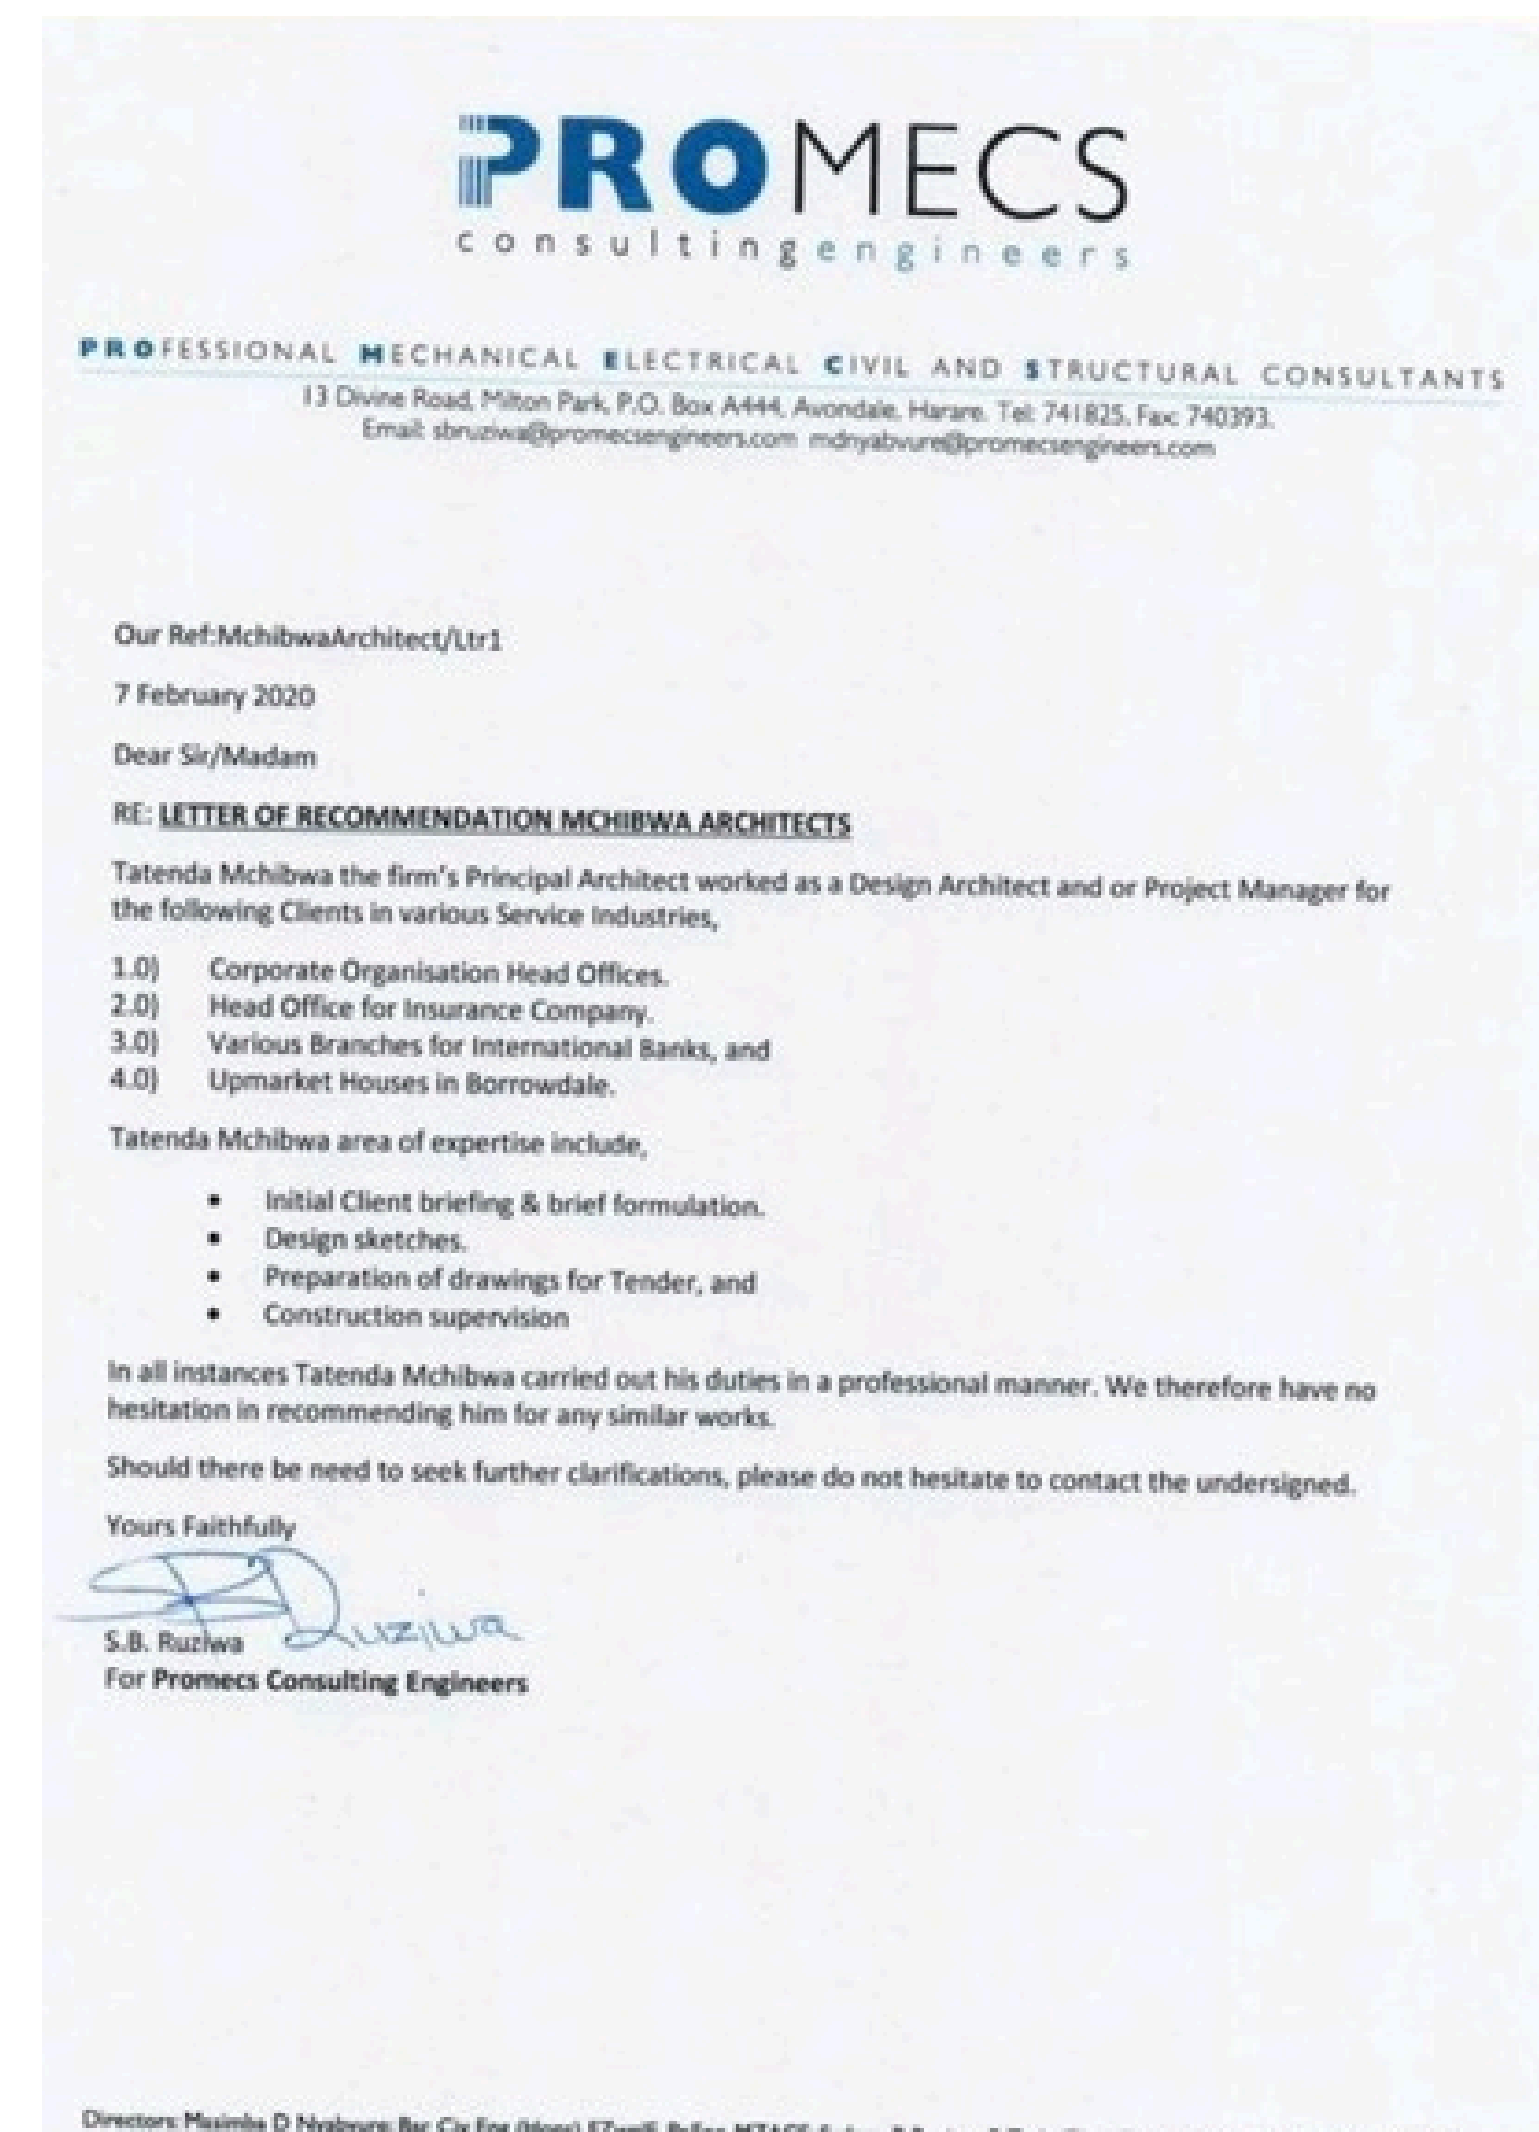 PROMECS
consultingengineers
PROFESSIONAL MECHANICAL ELECTRICAL CIVIL AND STRUCTURAL CONSULTANTS
13 Divine Road, Milton Park, P.O. Box A444, Avondale, Harare. Tel: 741825, Fax: 740393.
Email: sbruziwa@promecsengineers.com mdnyabvure@promecsengineers.com
Our Ref:MchibwaArchitect/Ltr1
7 February 2020
Dear Sir/Madam
RE: LETTER OF RECOMMENDATION MCHIBWA ARCHITECTS
Tatenda Mchibwa the firm's Principal Architect worked as a Design Architect and or Project Manager for
the following Clients in various Service Industries,
1.0) Corporate Organisation Head Offices.
2.0) Head Office for Insurance Company.
3.0) Various Branches for International Banks, and
4.0) Upmarket Houses in Borrowdale.
Tatenda Mchibwa area of expertise include,
• Initial Client briefing & brief formulation.
• Design sketches.
• Preparation of drawings for Tender, and
• Construction supervision
In all instances Tatenda Mchibwa carried out his duties in a professional manner. We therefore have no
hesitation in recommending him for any similar works.
Should there be need to seek further clarifications, please do not hesitate to contact the undersigned.
Yours Faithfully
Ruziwa
S.B. Ruziwa
For Promecs Consulting Engineers
Directors: D